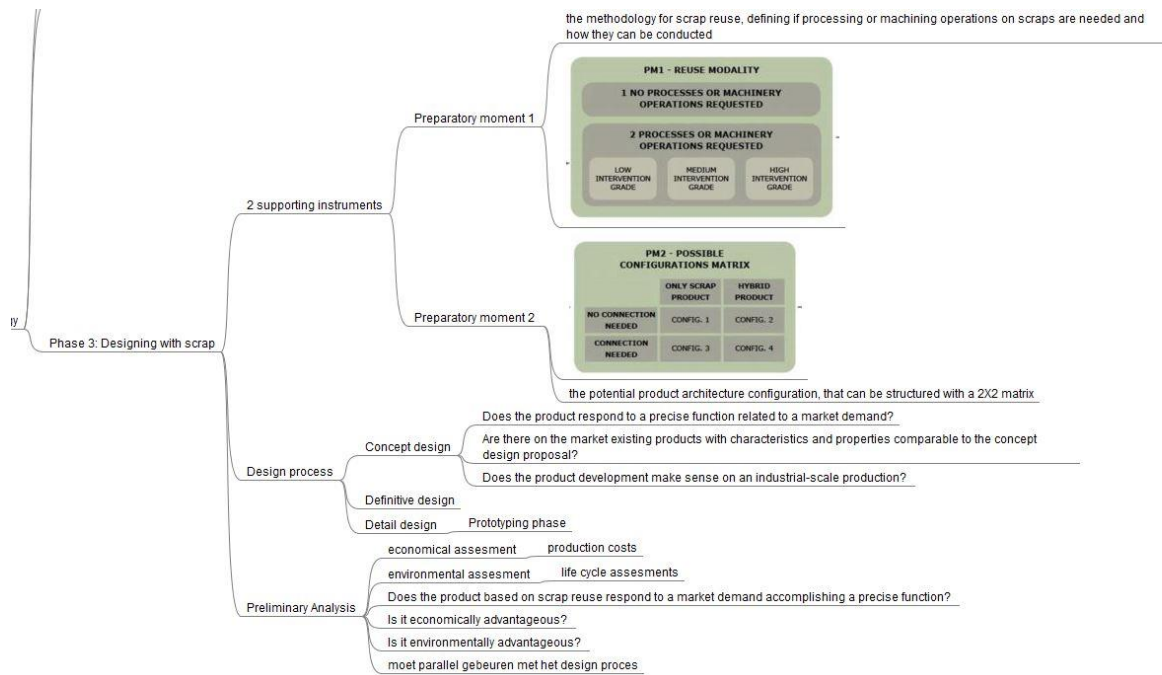 the methodology for scrap reuse, defining if processing or machining operations on scraps are needed and
how they can be conducted
PM1 - REUSE MODALITY
1 NO PROCESSES OR MACHINERY
OPERATIONS REQUESTED
2 PROCESSES OR MACHINERY
OPERATIONS REQUESTED
LOW
INTERVENTION
GRADE
MEDIUM
INTERVENTION
GRADE
HIGH
INTERVENTION
GRADE
Preparatory moment 1
2 supporting instruments
PM2 - POSSIBLE
CONFIGURATIONS MATRIX
ONLY SCRAP
PRODUCT
HYBRID
PRODUCT
NO CONNECTION
NEEDED
CONFIG. 1
CONFIG. 2
CONNECTION
NEEDED
CONFIG. 3
CONFIG. 4
Preparatory moment 2
the potential product architecture configuration, that can be structured with a 2X2 matrix
Phase 3: Designing with scrap
Does the product respond to a precise function related to a market demand?
Concept design
Are there on the market existing products with characteristics and properties comparable to the concept
design proposal?
Does the product development make sense on an industrial-scale production?
Design process
Definitive design
Detail design
Prototyping phase
economical assesment
production costs
environmental assesment
life cycle assesments
Does the product based on scrap reuse respond to a market demand accomplishing a precise function?
Preliminary Analysis
Is it economically advantageous?
Is it environmentally advantageous?
moet parallel gebeuren met het design proces